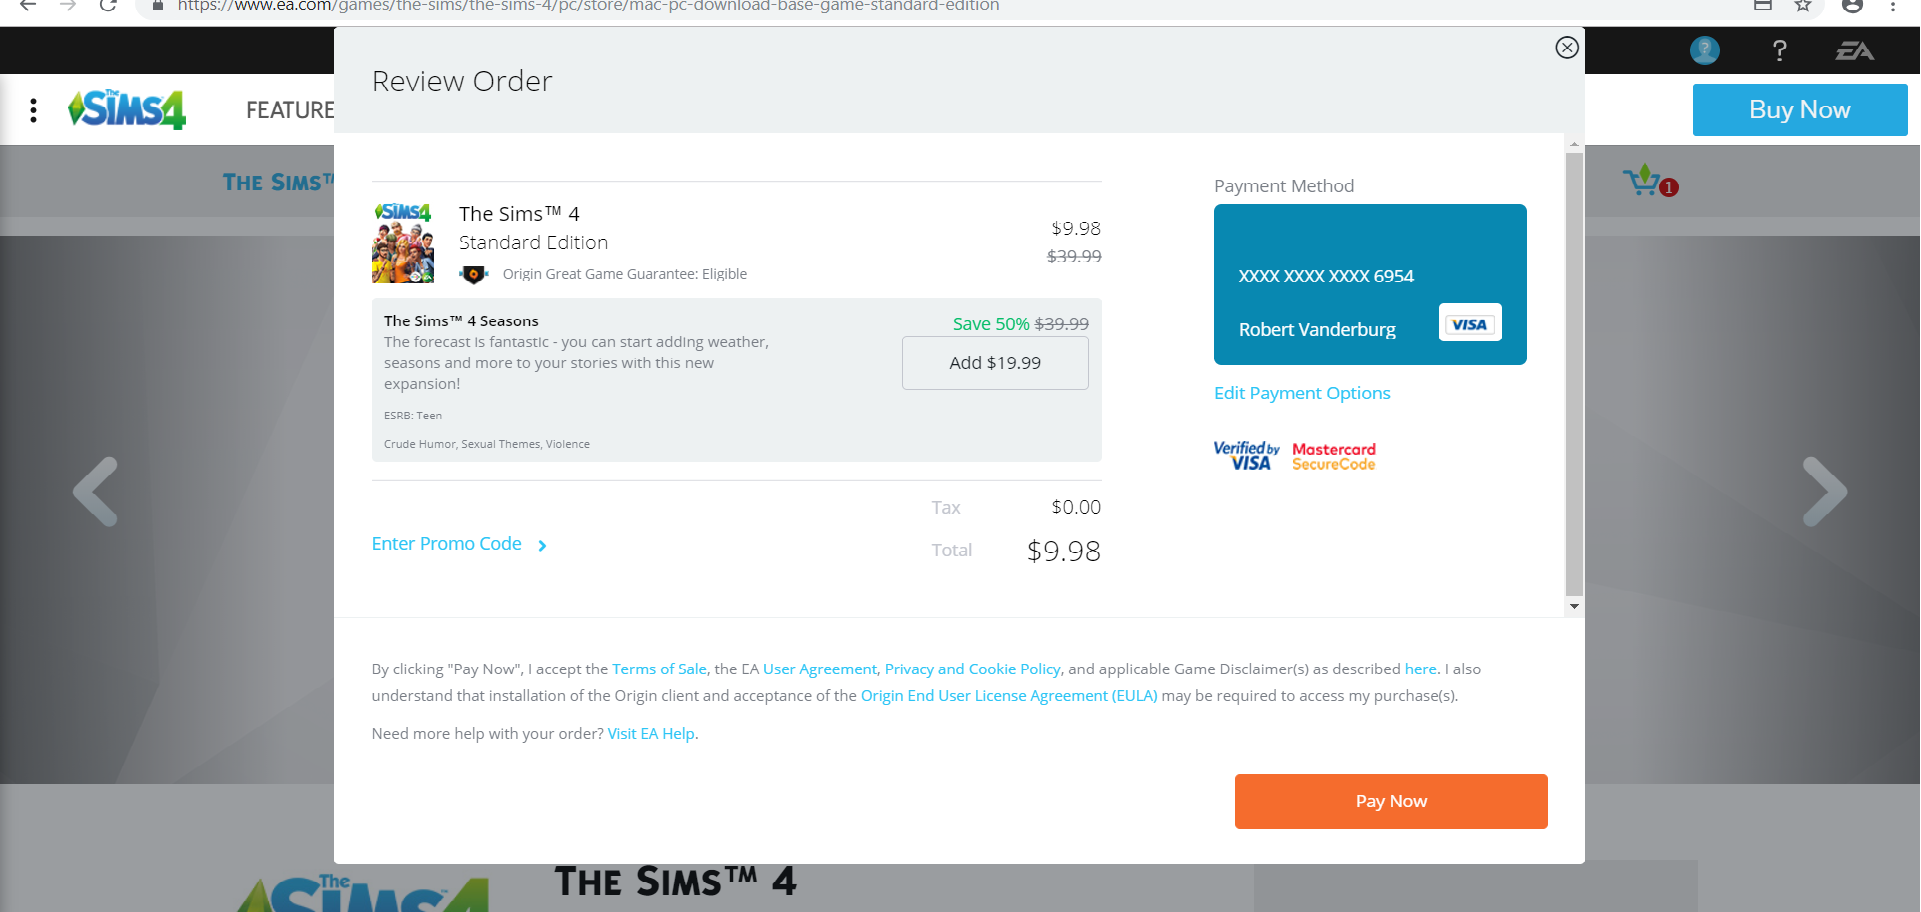 https://www.ea.com/games/the-sims/the-sims-4/pc/store/mac-pc-download-base-game-standard-edition
Review Order
?
EA
The SiMS4
FEATURE
Buy Now
THE SIMS™
1
The Sims™ 4
Standard Edition
Origin Great Game Guarantee: Eligible
$9.98
$39.99
The Sims™ 4 Seasons
The forecast is fantastic - you can start adding weather,
seasons and more to your stories with this new
expansion!
ESRB: Teen
Crude Humor, Sexual Themes, Violence
Save 50% $39.99
Add $19.99
Tax $0.00
Enter Promo Code
Total $9.98
Payment Method
XXXX XXXX XXXX 6954
Robert Vanderburg
VISA
Edit Payment Options
Verified by VISA
Mastercard SecureCode
By clicking "Pay Now", I accept the Terms of Sale, the EA User Agreement, Privacy and Cookie Policy, and applicable Game Disclaimer(s) as described here. I also
understand that installation of the Origin client and acceptance of the Origin End User License Agreement (EULA) may be required to access my purchase(s).
Need more help with your order? Visit EA Help.
Pay Now
The SiMS4
THE SIMS™ 4